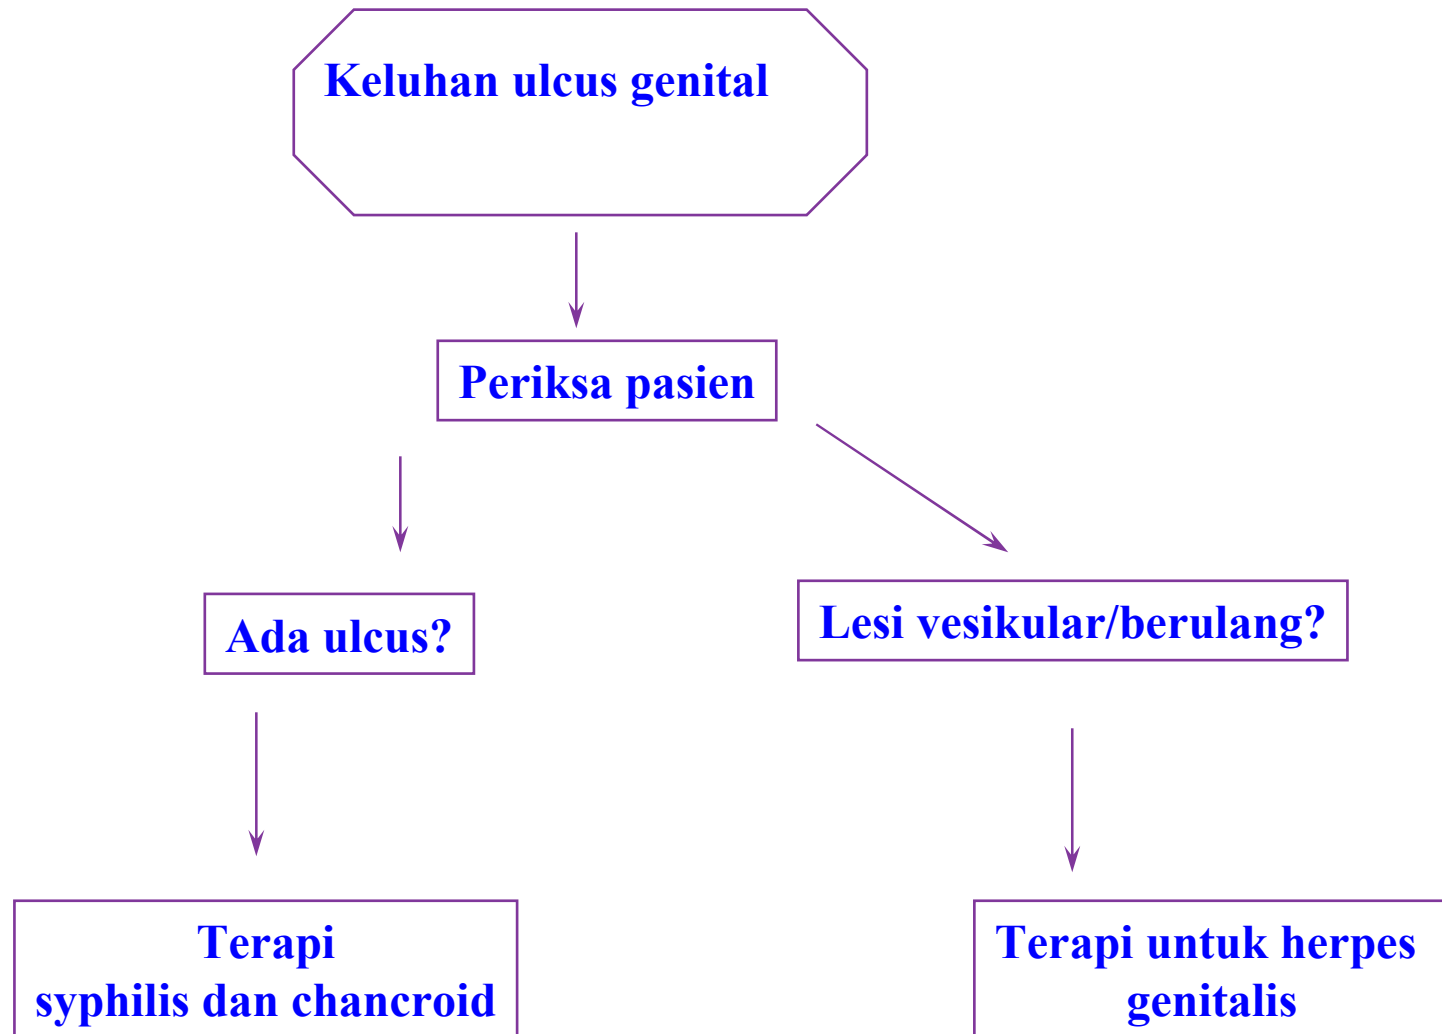 Keluhan ulcus genital
Periksa pasien
Ada ulcus?
Lesi vesikular/berulang?
Terapi
syphilis dan chancroid
Terapi untuk herpes
genitalis